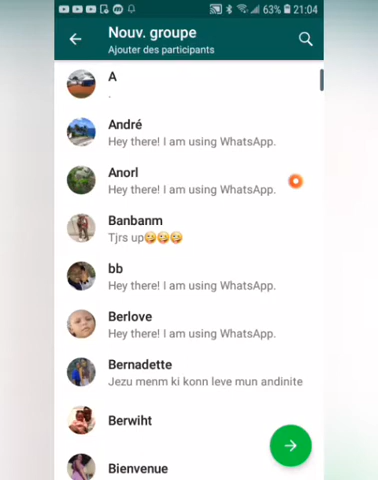 63% 21:04
Nouv. groupe
Ajouter des participants
A
.
André
Hey there! I am using WhatsApp.
Anorl
Hey there! I am using WhatsApp.
Banbanm
Tjrs up🤪🤪🤪
bb
Hey there! I am using WhatsApp.
Berlove
Hey there! I am using WhatsApp.
Bernadette
Jezu menm ki konn leve mun andinite
Berwiht
Bienvenue